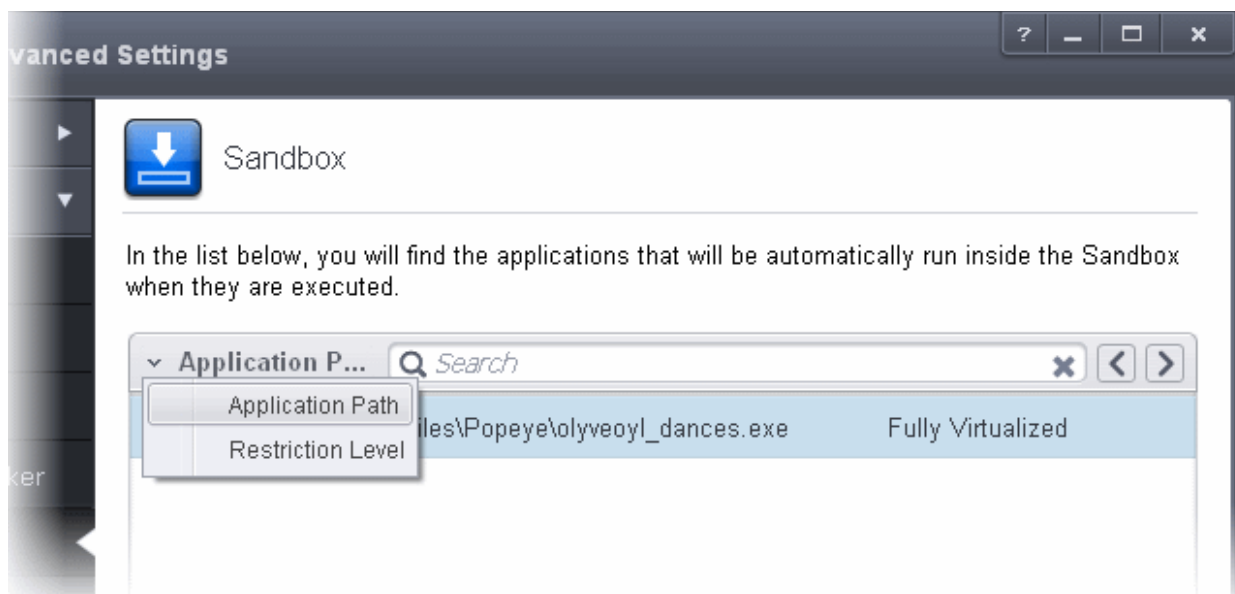 vanced Settings
Sandbox
In the list below, you will find the applications that will be automatically run inside the Sandbox
when they are executed.
Application P... Search
Application Path
iles\Popeye\olyveoyl_dances.exe Fully Virtualized
Restriction Level
ker